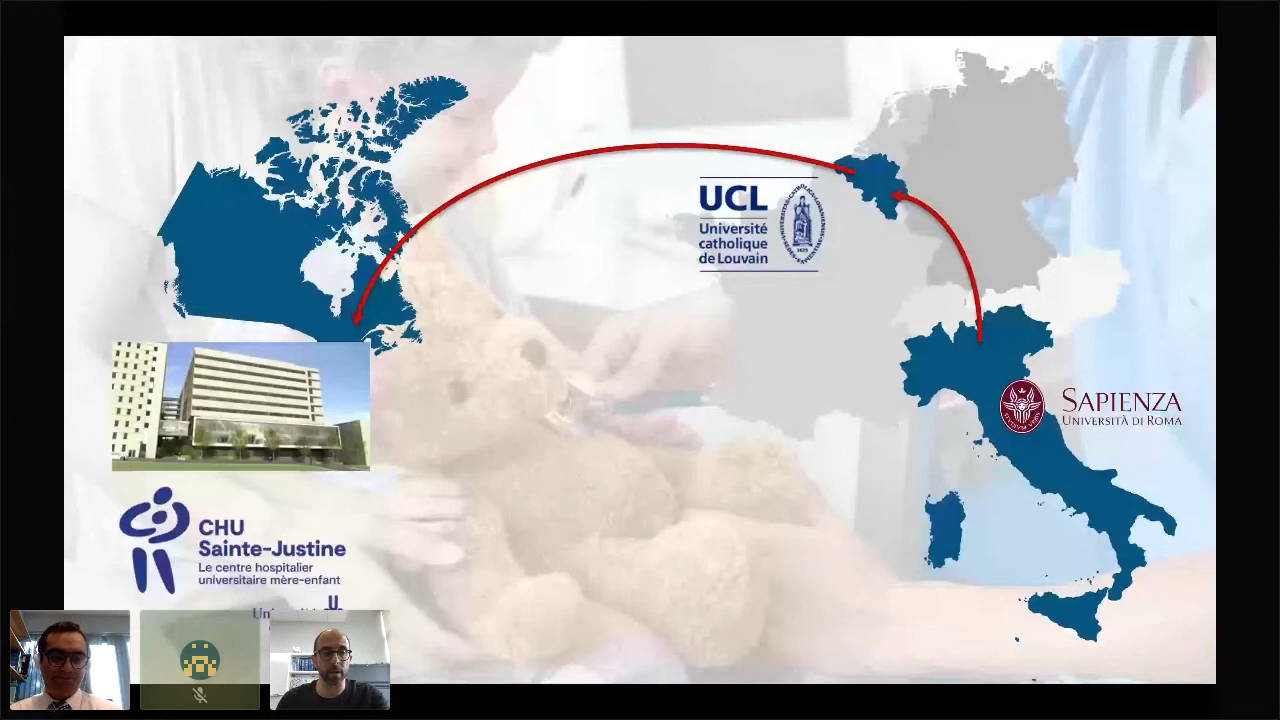 UCL
Université
catholique
de Louvain
SAPIENZA
UNIVERSITÀ DI ROMA
CHU
Sainte-Justine
Le centre hospitalier
universitaire mère-enfant